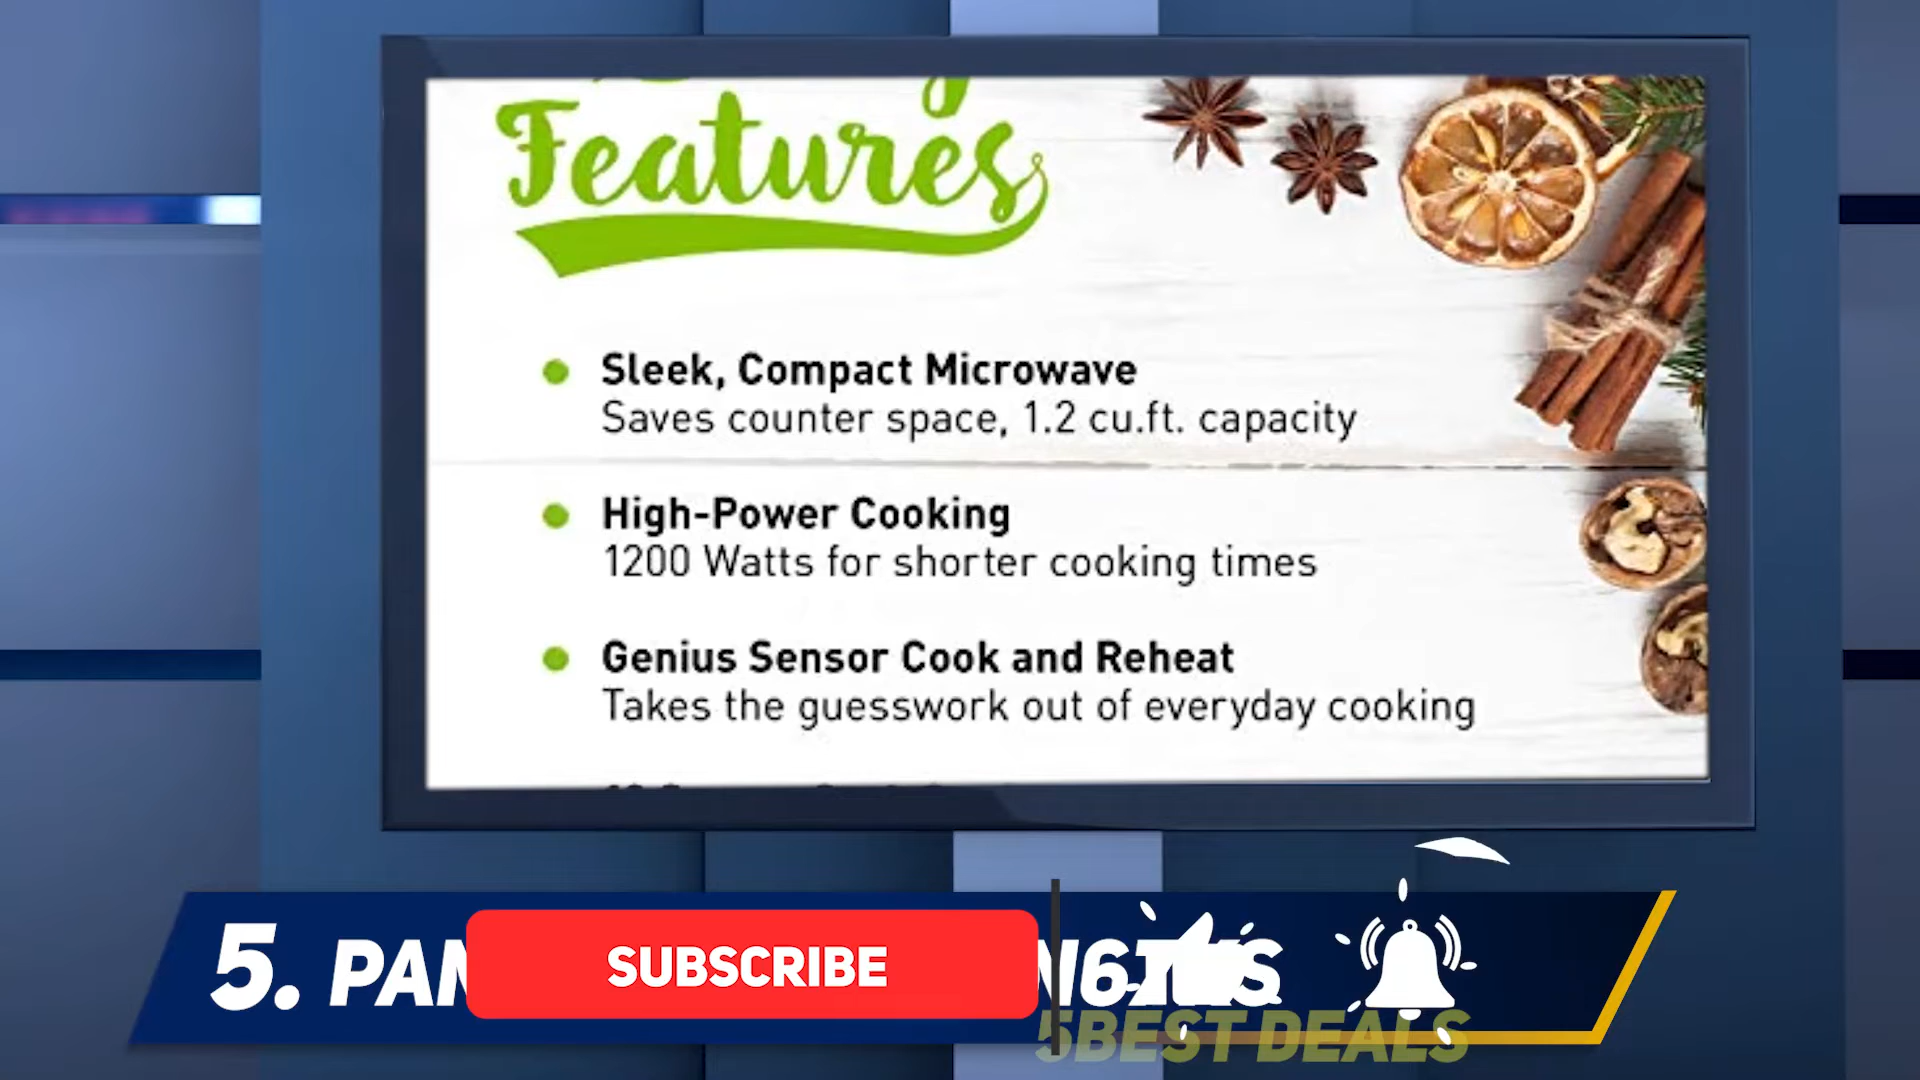 Features
Sleek, Compact Microwave
Saves counter space, 1.2 cu.ft. capacity
High-Power Cooking
1200 Watts for shorter cooking times
Genius Sensor Cook and Reheat
Takes the guesswork out of everyday cooking
5.
SUBSCRIBE
5BEST DEALS